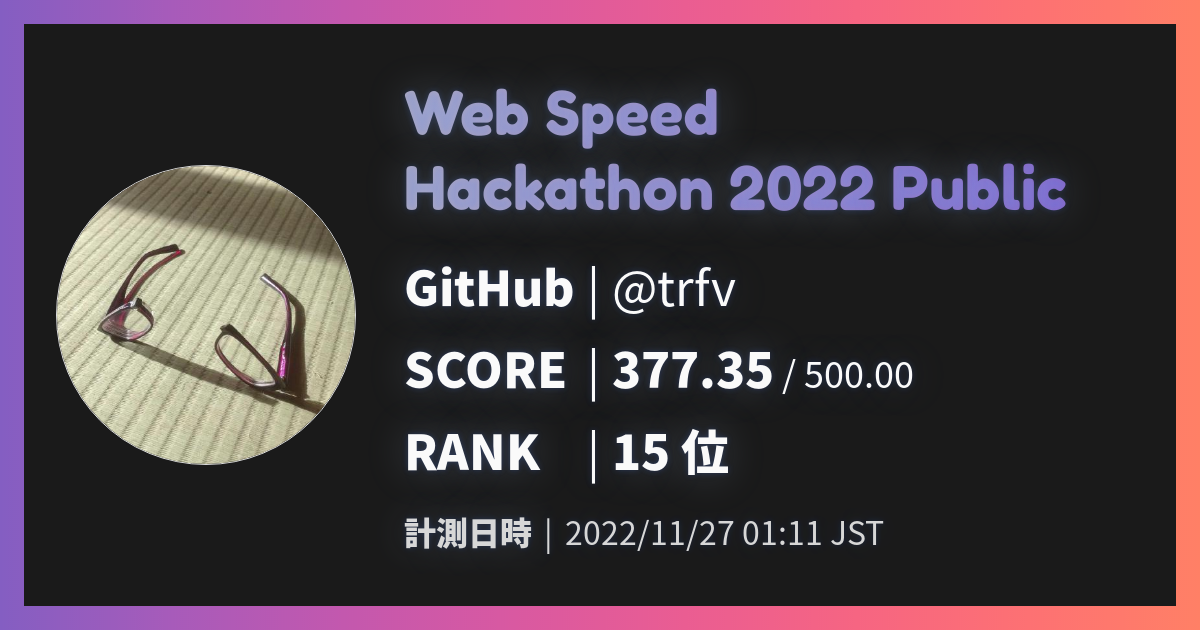 Web Speed
Hackathon 2022 Public
GitHub | @trfv
SCORE | 377.35 / 500.00
RANK | 15 位
計測日時 | 2022/11/27 01:11 JST